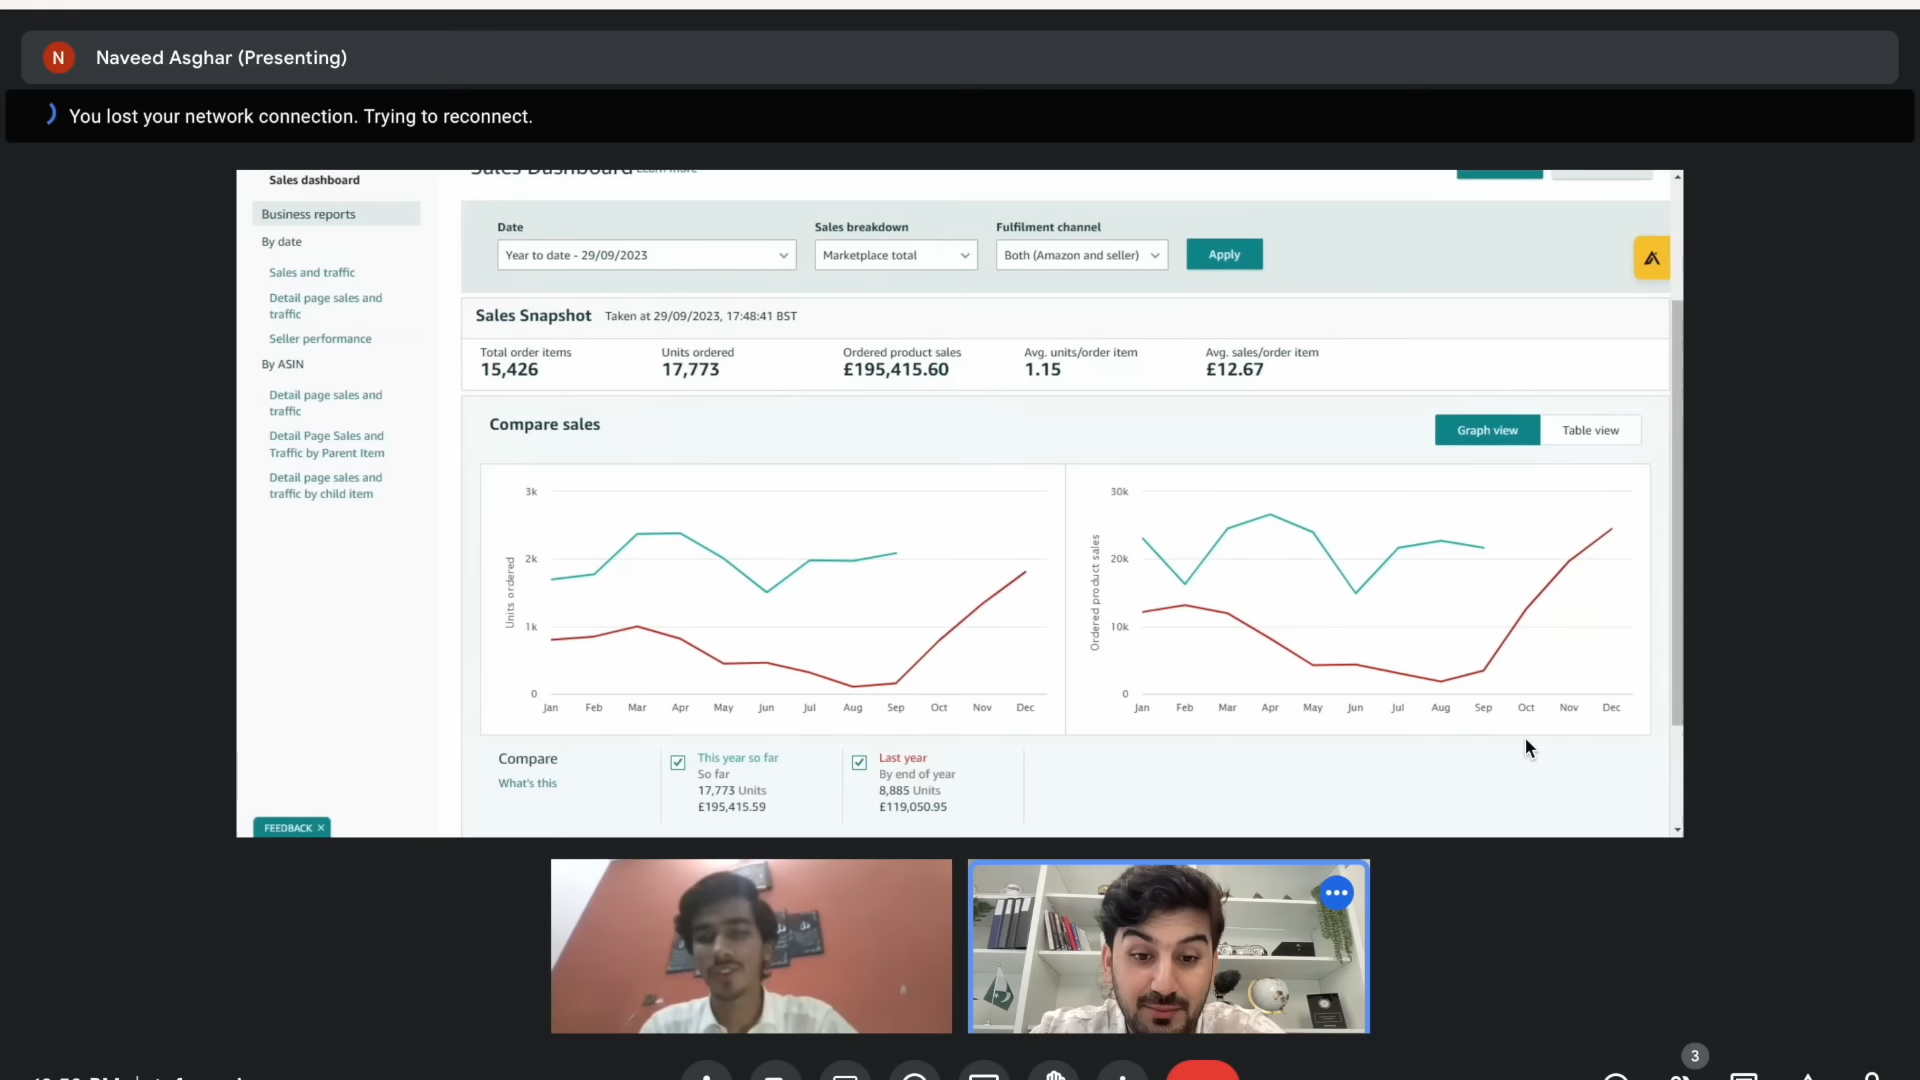 N Naveed Asghar (Presenting)
You lost your network connection. Trying to reconnect.
Sales dashboard
Business reports
By date
Sales and traffic
Detail page sales and
traffic
Seller performance
By ASIN
Detail page sales and
traffic
Detail Page Sales and
Traffic by Parent Item
Detail page sales and
traffic by child item
FEEDBACK ×
Sales Dashboard Learn more
Date
Year to date - 29/09/2023
Sales breakdown
Marketplace total
Fulfilment channel
Both (Amazon and seller)
Apply
Sales Snapshot Taken at 29/09/2023, 17:48:41 BST
Total order items
15,426
Units ordered
17,773
Ordered product sales
£195,415.60
Avg. units/order item
1.15
Avg. sales/order item
£12.67
Compare sales
Graph view
Table view
Units ordered
3k
2k
1k
0
Jan Feb Mar Apr May Jun Jul Aug Sep Oct Nov Dec
Ordered product sales
30k
20k
10k
0
Jan Feb Mar Apr May Jun Jul Aug Sep Oct Nov Dec
Compare
What's this
This year so far
So far
17,773 Units
£195,415.59
Last year
By end of year
8,885 Units
£119,050.95
3